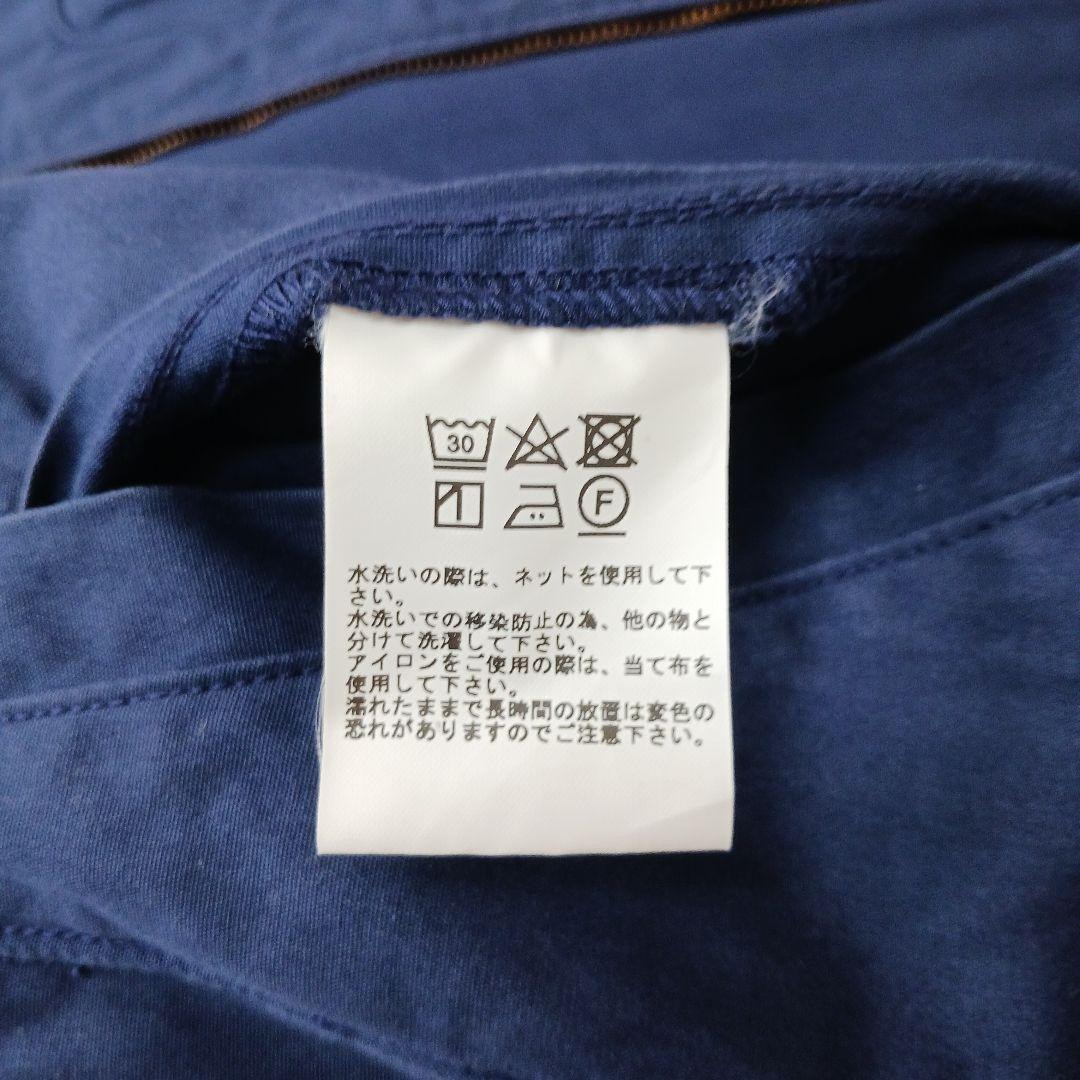 30
F
水洗いの際は、ネットを使用して下
さい。
水洗いでの移染防止の為、他の物と
分けて洗濯して下さい。
アイロンをご使用の際は、当て布を
使用して下さい。
濡れたままで長時間の放置は変色の
恐れがありますのでご注意下さい。